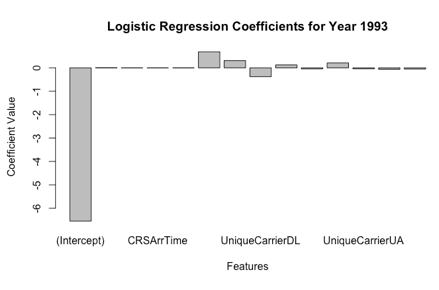 Logistic Regression Coefficients for Year 1993
Coefficient Value
0
-1
-2
-3
-4
-5
-6
(Intercept) CRSArrTime UniqueCarrierDL UniqueCarrierUA
Features